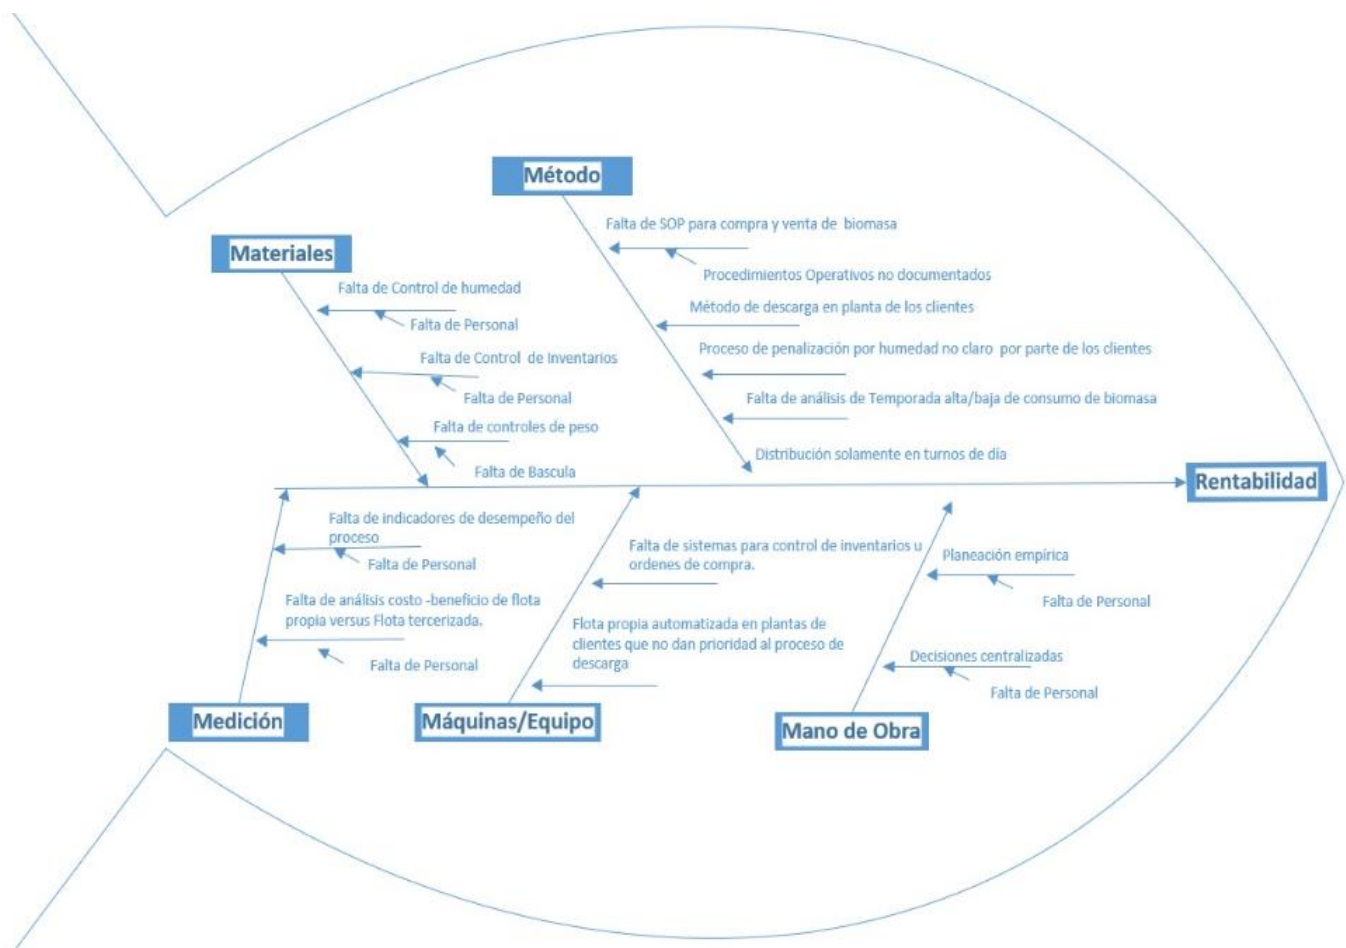 Método
Falta de SOP para compra y venta de biomasa
Procedimientos Operativos no documentados
Método de descarga en planta de los clientes
Proceso de penalización por humedad no claro por parte de los clientes
Falta de análisis de Temporada alta/baja de consumo de biomasa
Distribución solamente en turnos de día
Materiales
Falta de Control de humedad
Falta de Personal
Falta de Control de Inventarios
Falta de Personal
Falta de controles de peso
Falta de Bascula
Rentabilidad
Falta de indicadores de desempeño del
proceso
Falta de Personal
Falta de análisis costo -beneficio de flota
propia versus Flota tercerizada.
Falta de Personal
Medición
Falta de sistemas para control de inventarios u
ordenes de compra.
Flota propia automatizada en plantas de
clientes que no dan prioridad al proceso de
descarga
Máquinas/Equipo
Planeación empírica
Falta de Personal
Decisiones centralizadas
Falta de Personal
Mano de Obra